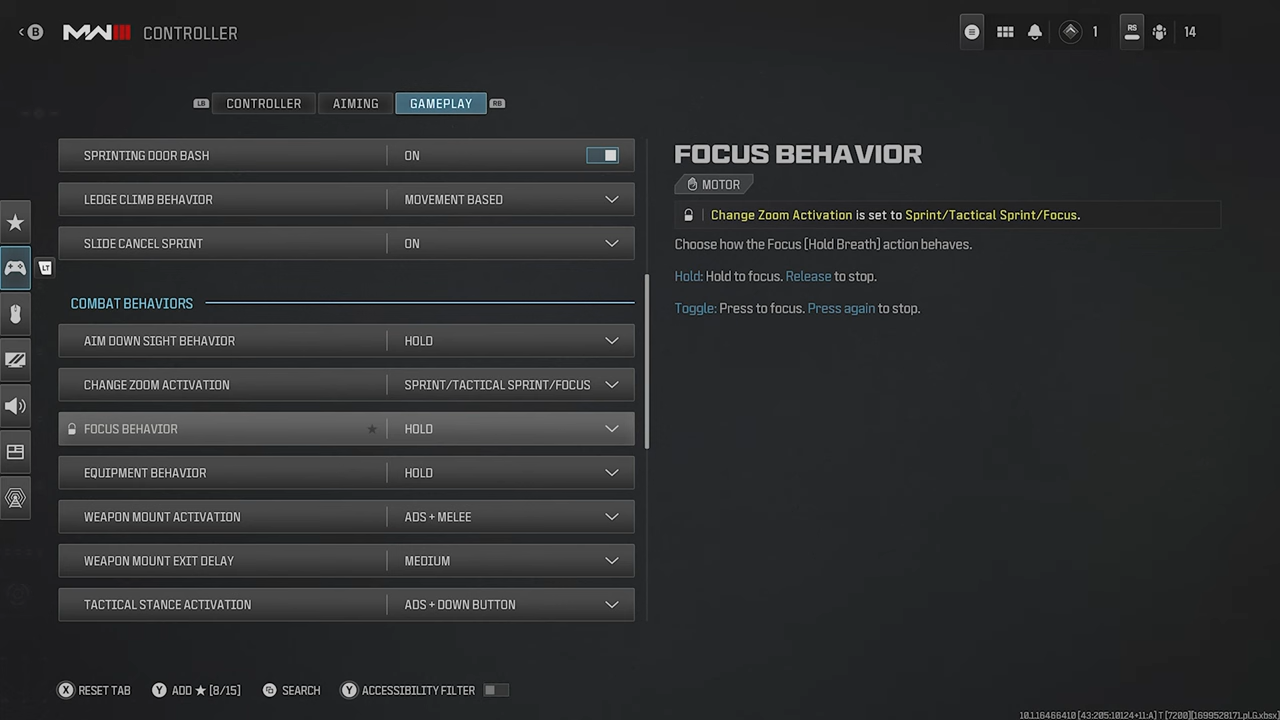 B MWIII CONTROLLER 1 RS 14
LB CONTROLLER AIMING GAMEPLAY RB
SPRINTING DOOR BASH ON
LEDGE CLIMB BEHAVIOR MOVEMENT BASED
SLIDE CANCEL SPRINT ON
LT
COMBAT BEHAVIORS
AIM DOWN SIGHT BEHAVIOR HOLD
CHANGE ZOOM ACTIVATION SPRINT/TACTICAL SPRINT/FOCUS
FOCUS BEHAVIOR HOLD
EQUIPMENT BEHAVIOR HOLD
WEAPON MOUNT ACTIVATION ADS + MELEE
WEAPON MOUNT EXIT DELAY MEDIUM
TACTICAL STANCE ACTIVATION ADS + DOWN BUTTON
FOCUS BEHAVIOR
MOTOR
Change Zoom Activation is set to Sprint/Tactical Sprint/Focus.
Choose how the Focus [Hold Breath] action behaves.
Hold: Hold to focus. Release to stop.
Toggle: Press to focus. Press again to stop.
X RESET TAB Y ADD ★ [8/15] SEARCH Y ACCESSIBILITY FILTER